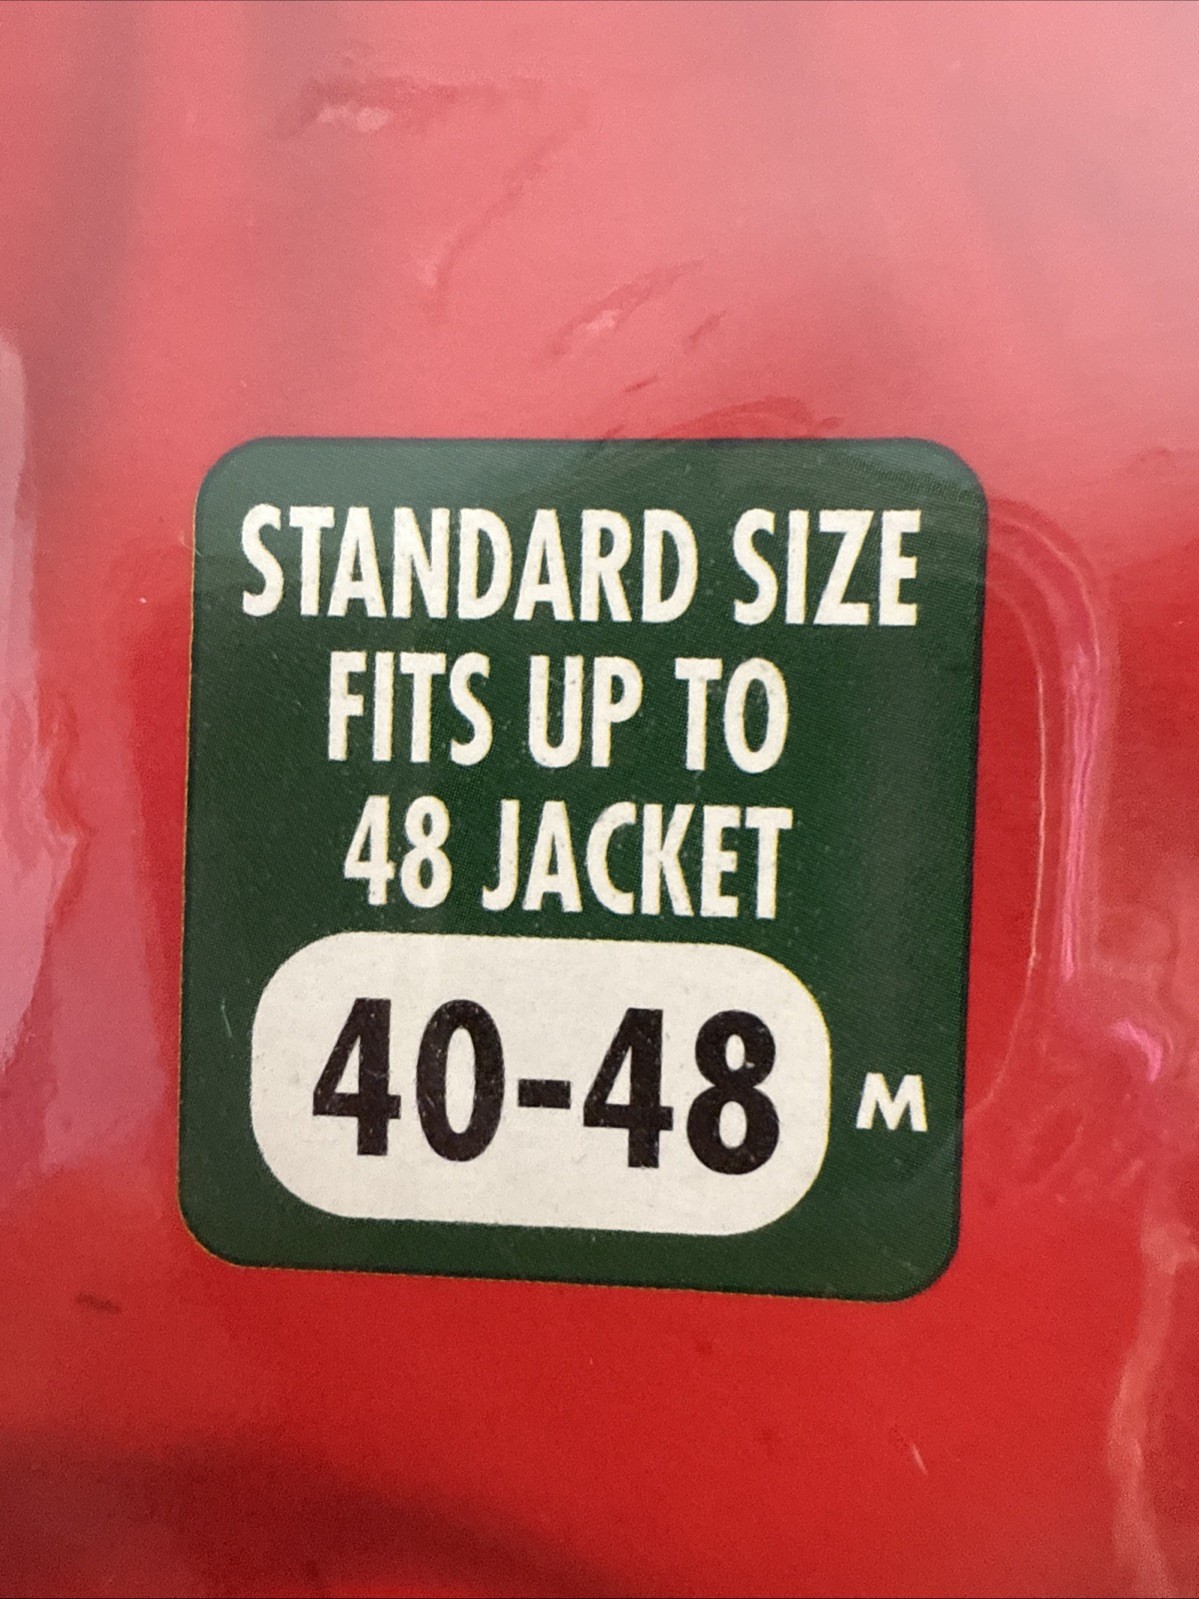 STANDARD SIZE
FITS UP TO
48 JACKET
40-48 M